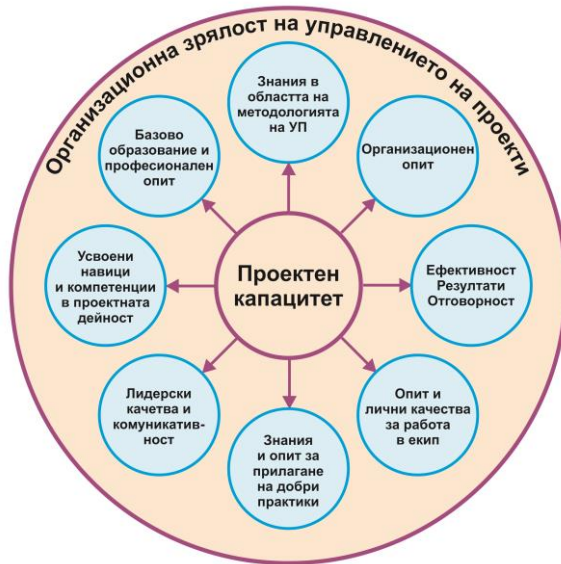 Организационна зрялост на управлението на проекти
Знания в
областта на
методологията
на УП
Базово
образование и
професионален
опит
Организационен
опит
Усвоени
навици
и компетенции
в проектната
дейност
Проектен
капацитет
Ефективност
Резултати
Отговорност
Лидерски
качетва и
комуникатив-
ност
Знания
и опит за
прилагане
на добри
практики
Опит и
лични качества
за работа
в екип